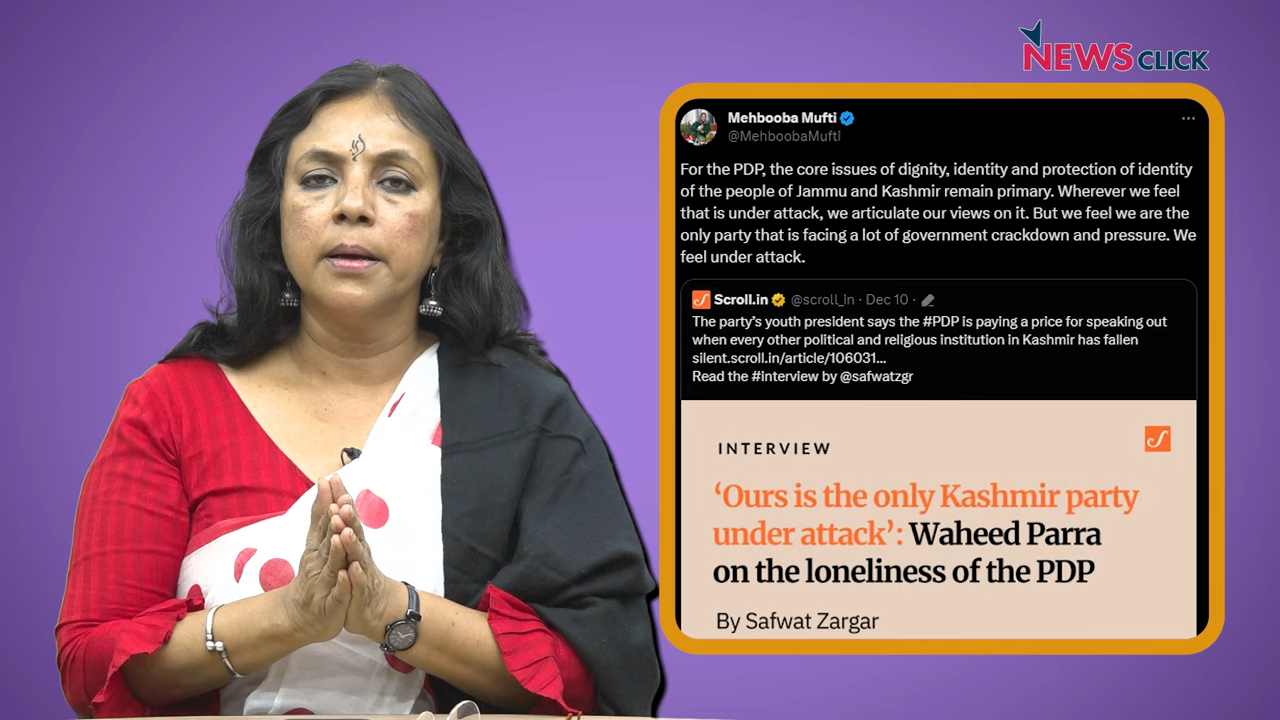 NEWSCLICK
Mehbooba Mufti
@MehboobaMufti
For the PDP, the core issues of dignity, identity and protection of identity
of the people of Jammu and Kashmir remain primary. Wherever we feel
that is under attack, we articulate our views on it. But we feel we are the
only party that is facing a lot of government crackdown and pressure. We
feel under attack.
Scroll.in @scroll_in · Dec 10 ·
The party's youth president says the #PDP is paying a price for speaking out
when every other political and religious institution in Kashmir has fallen
silent.scroll.in/article/106031...
Read the #interview by @safwatzgr
INTERVIEW
‘Ours is the only Kashmir party
under attack’: Waheed Parra
on the loneliness of the PDP
By Safwat Zargar